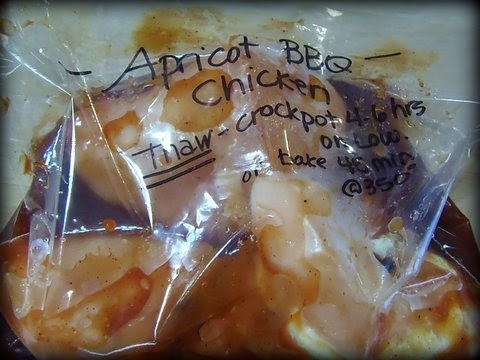 - Apricot BBQ -
Chicken
Thaw - Crockpot 4-6 hrs
on Low.
or bake 45 min.
@350°